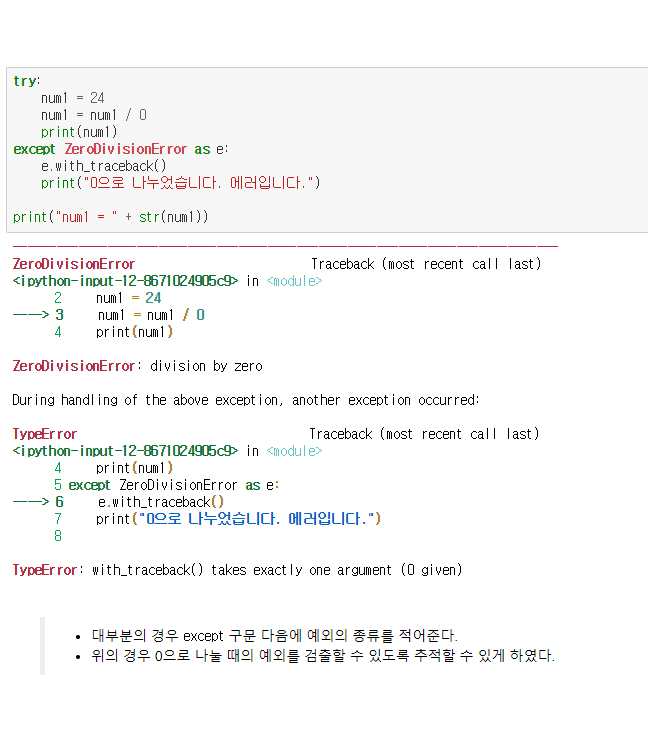 try:
    num1 = 24
    num1 = num1 / 0
    print(num1)
except ZeroDivisionError as e:
    e.with_traceback()
    print("0으로 나누었습니다. 에러입니다.")
print("num1 = " + str(num1))
---------------------------------------------------------------------------
ZeroDivisionError                         Traceback (most recent call last)
<ipython-input-12-8671024905c9> in <module>
      2     num1 = 24
----> 3     num1 = num1 / 0
      4     print(num1)
ZeroDivisionError: division by zero
During handling of the above exception, another exception occurred:
TypeError                                 Traceback (most recent call last)
<ipython-input-12-8671024905c9> in <module>
      4     print(num1)
      5 except ZeroDivisionError as e:
----> 6     e.with_traceback()
      7     print("0으로 나누었습니다. 에러입니다.")
      8
TypeError: with_traceback() takes exactly one argument (0 given)
• 대부분의 경우 except 구문 다음에 예외의 종류를 적어준다.
• 위의 경우 0으로 나눌 때의 예외를 검출할 수 있도록 추적할 수 있게 하였다.